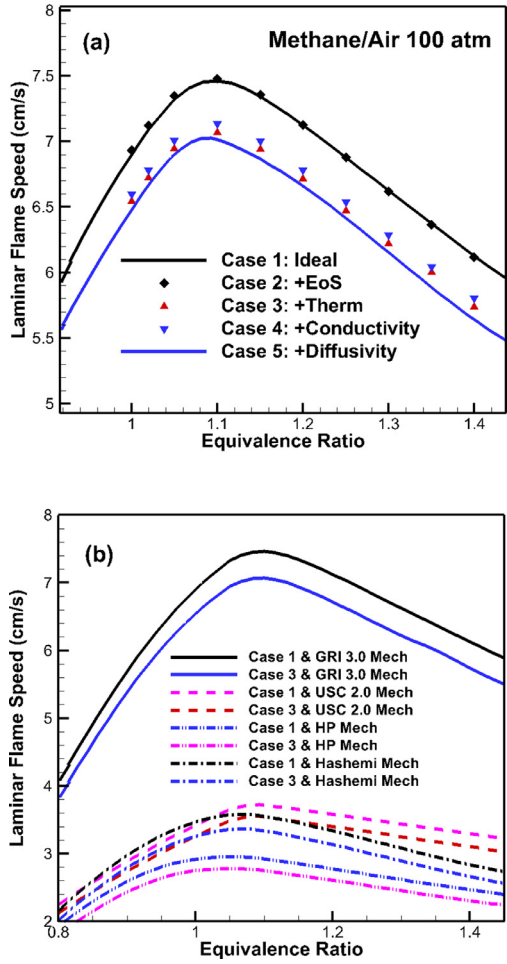 (a)
Methane/Air 100 atm
Laminar Flame Speed (cm/s)
8
7.5
7
6.5
6
5.5
5
Case 1: Ideal
Case 2: +EoS
Case 3: +Therm
Case 4: +Conductivity
Case 5: +Diffusivity
1 1.1 1.2 1.3 1.4
Equivalence Ratio
(b)
Laminar Flame Speed (cm/s)
8
7
6
5
4
3
2
Case 1 & GRI 3.0 Mech
Case 3 & GRI 3.0 Mech
Case 1 & USC 2.0 Mech
Case 3 & USC 2.0 Mech
Case 1 & HP Mech
Case 3 & HP Mech
Case 1 & Hashemi Mech
Case 3 & Hashemi Mech
0.8 1 1.2 1.4
Equivalence Ratio